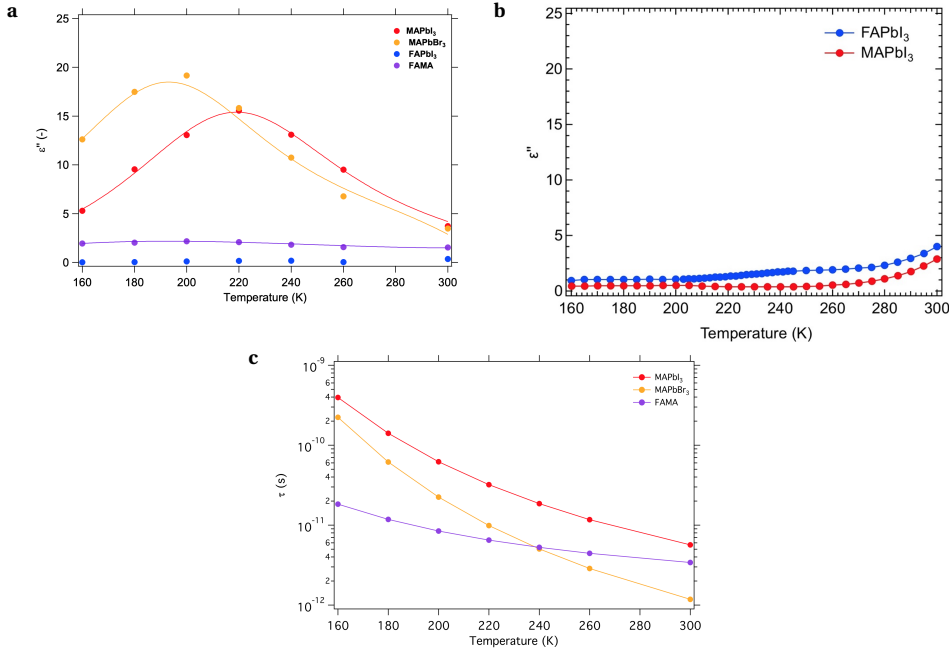 a
25
20
15
10
5
0
ε'' (-)
160
180
200
220
240
260
280
300
Temperature (K)
MAPbI₃
MAPbBr₃
FAPbI₃
FAMA
b
25
20
15
10
5
0
ε''
160
180
200
220
240
260
280
300
Temperature (K)
FAPbI₃
MAPbI₃
c
10⁻⁹
6
4
2
10⁻¹⁰
6
4
2
10⁻¹¹
6
4
2
10⁻¹²
τ (s)
160
180
200
220
240
260
280
300
Temperature (K)
MAPbI₃
MAPbBr₃
FAMA